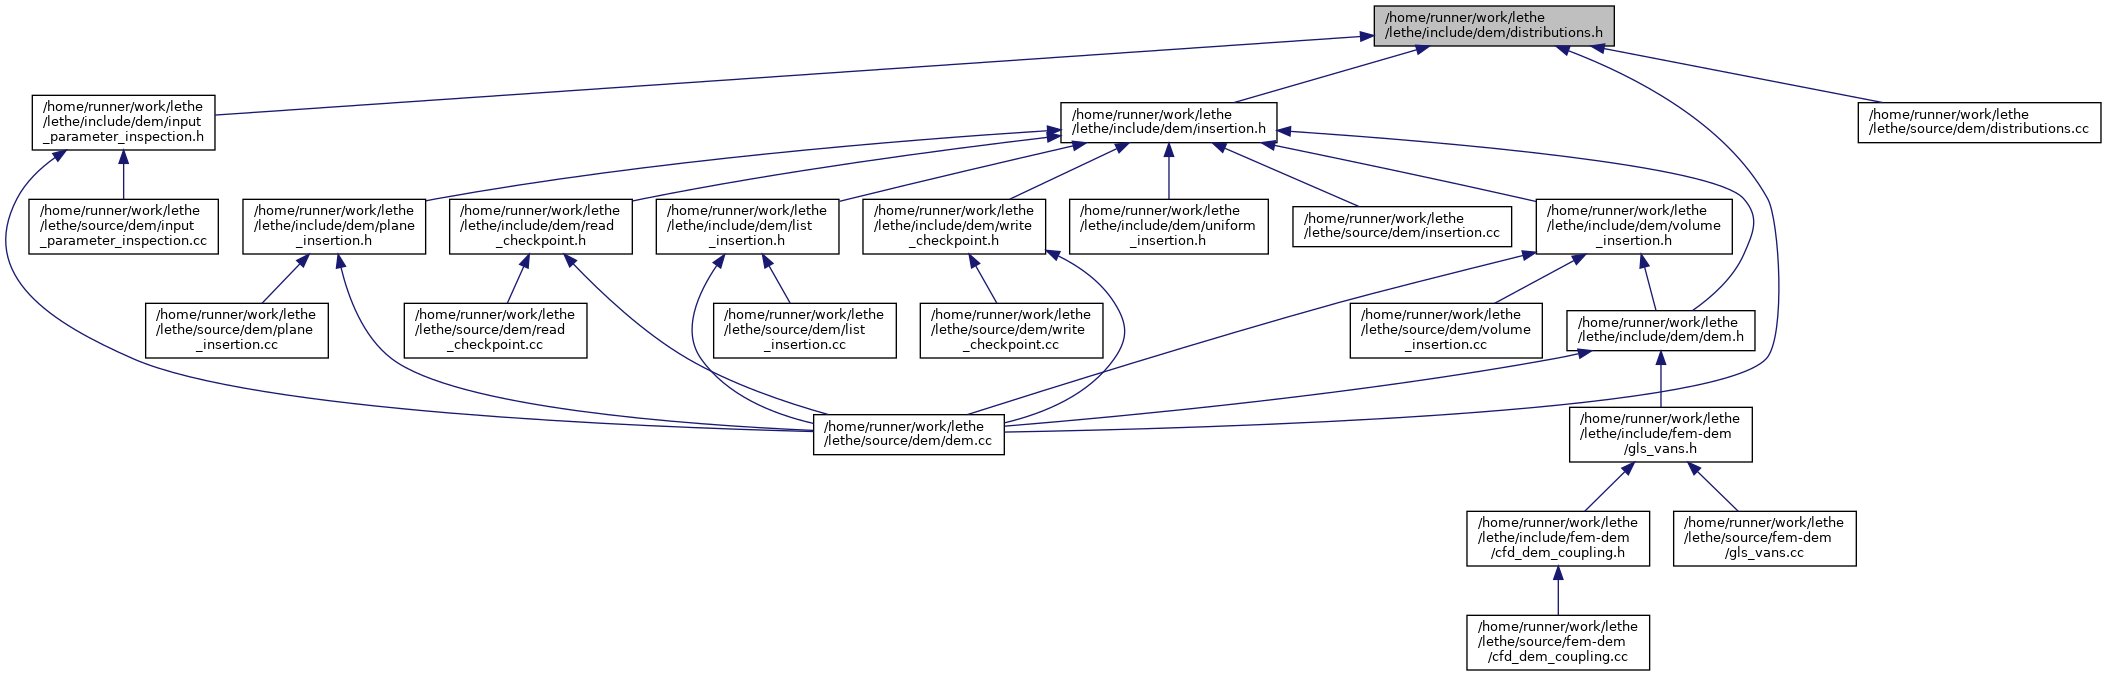 /home/runner/work/lethe
/lethe/include/dem/distributions.h
/home/runner/work/lethe
/lethe/include/dem/input
_parameter_inspection.h
/home/runner/work/lethe
/lethe/include/dem/insertion.h
/home/runner/work/lethe
/lethe/source/dem/distributions.cc
/home/runner/work/lethe
/lethe/source/dem/input
_parameter_inspection.cc
/home/runner/work/lethe
/lethe/include/dem/plane
_insertion.h
/home/runner/work/lethe
/lethe/include/dem/read
_checkpoint.h
/home/runner/work/lethe
/lethe/include/dem/list
_insertion.h
/home/runner/work/lethe
/lethe/include/dem/write
_checkpoint.h
/home/runner/work/lethe
/lethe/include/dem/uniform
_insertion.h
/home/runner/work/lethe
/lethe/source/dem/insertion.cc
/home/runner/work/lethe
/lethe/include/dem/volume
_insertion.h
/home/runner/work/lethe
/lethe/source/dem/plane
_insertion.cc
/home/runner/work/lethe
/lethe/source/dem/read
_checkpoint.cc
/home/runner/work/lethe
/lethe/source/dem/list
_insertion.cc
/home/runner/work/lethe
/lethe/source/dem/write
_checkpoint.cc
/home/runner/work/lethe
/lethe/source/dem/volume
_insertion.cc
/home/runner/work/lethe
/lethe/include/dem/dem.h
/home/runner/work/lethe
/lethe/source/dem/dem.cc
/home/runner/work/lethe
/lethe/include/fem-dem
/gls_vans.h
/home/runner/work/lethe
/lethe/include/fem-dem
/cfd_dem_coupling.h
/home/runner/work/lethe
/lethe/source/fem-dem
/gls_vans.cc
/home/runner/work/lethe
/lethe/source/fem-dem
/cfd_dem_coupling.cc